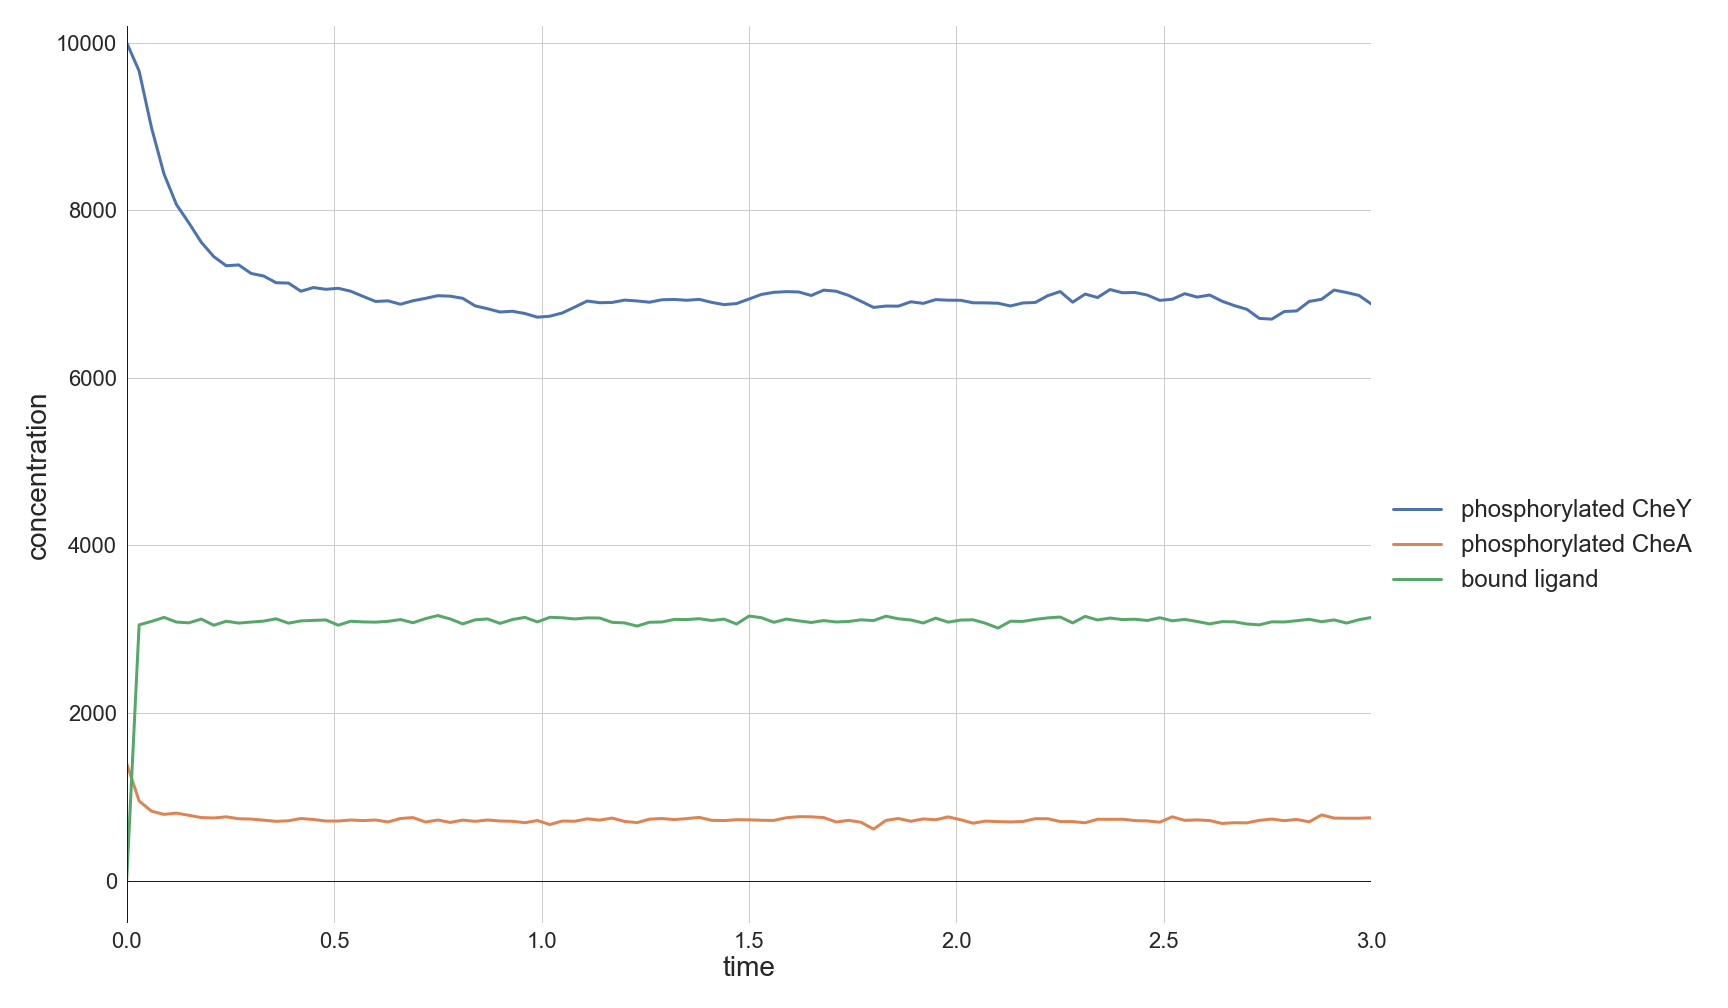 10000
8000
6000
4000
2000
0
concentration
0.0 0.5 1.0 1.5 2.0 2.5 3.0
time
phosphorylated CheY
phosphorylated CheA
bound ligand